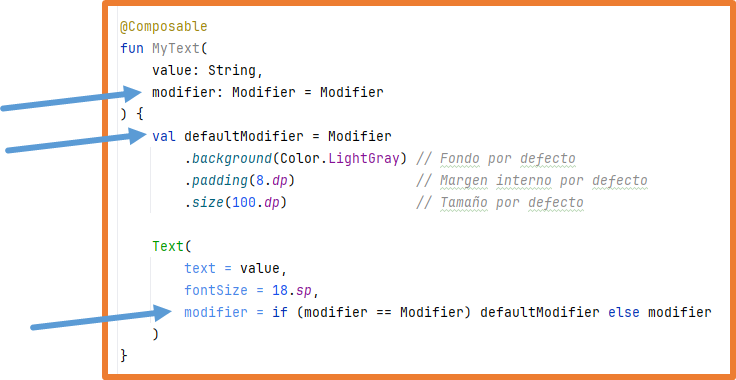 @Composable
fun MyText(
    value: String,
    modifier: Modifier = Modifier
) {
    val defaultModifier = Modifier
        .background(Color.LightGray) // Fondo por defecto
        .padding(8.dp)               // Margen interno por defecto
        .size(100.dp)                // Tamaño por defecto

    Text(
        text = value,
        fontSize = 18.sp,
        modifier = if (modifier == Modifier) defaultModifier else modifier
    )
}